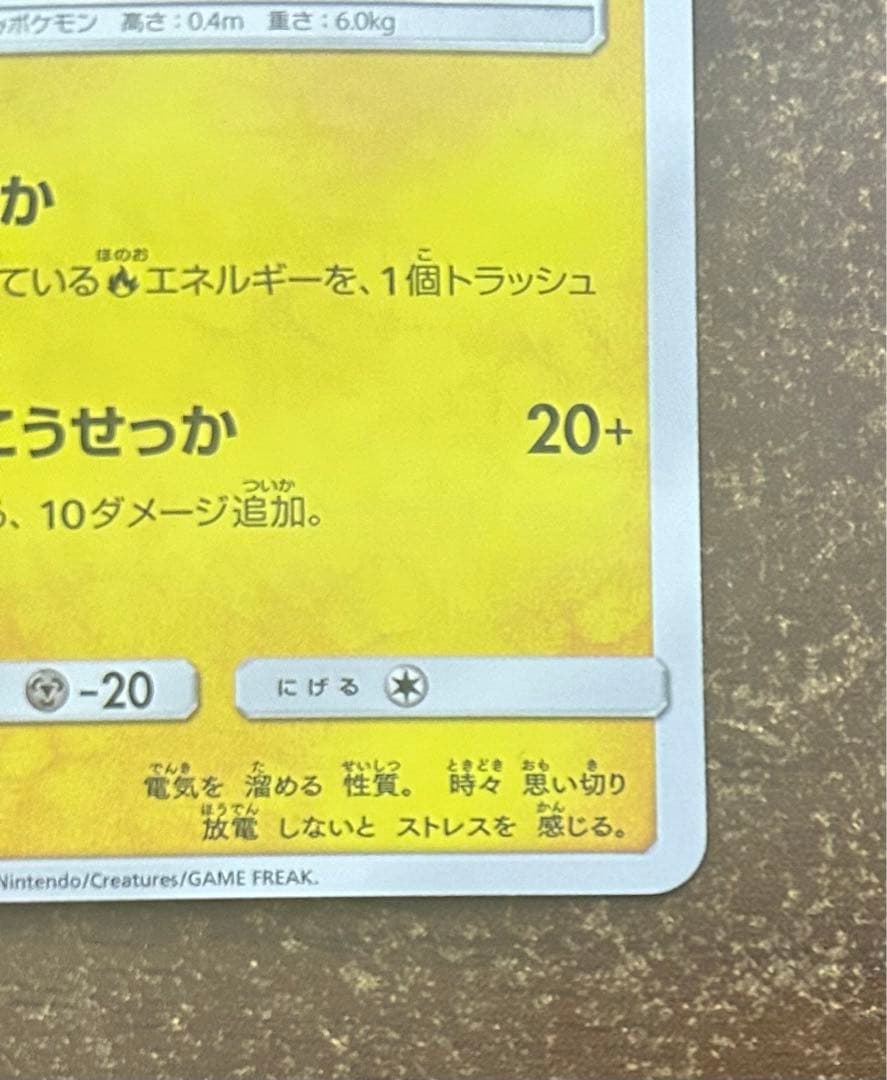 ポケモン 高さ:0.4m 重さ:6.0kg
か
ほのお こ
ているエネルギーを、1個トラッシュ
こうせっか 20+
ついか
、10ダメージ追加。
-20 にげる
でんき た せいしつ ときどき おも き
電気を 溜める 性質。 時々 思い切り
ほうでん かん
放電 しないと ストレスを 感じる。
Nintendo/Creatures/GAME FREAK.